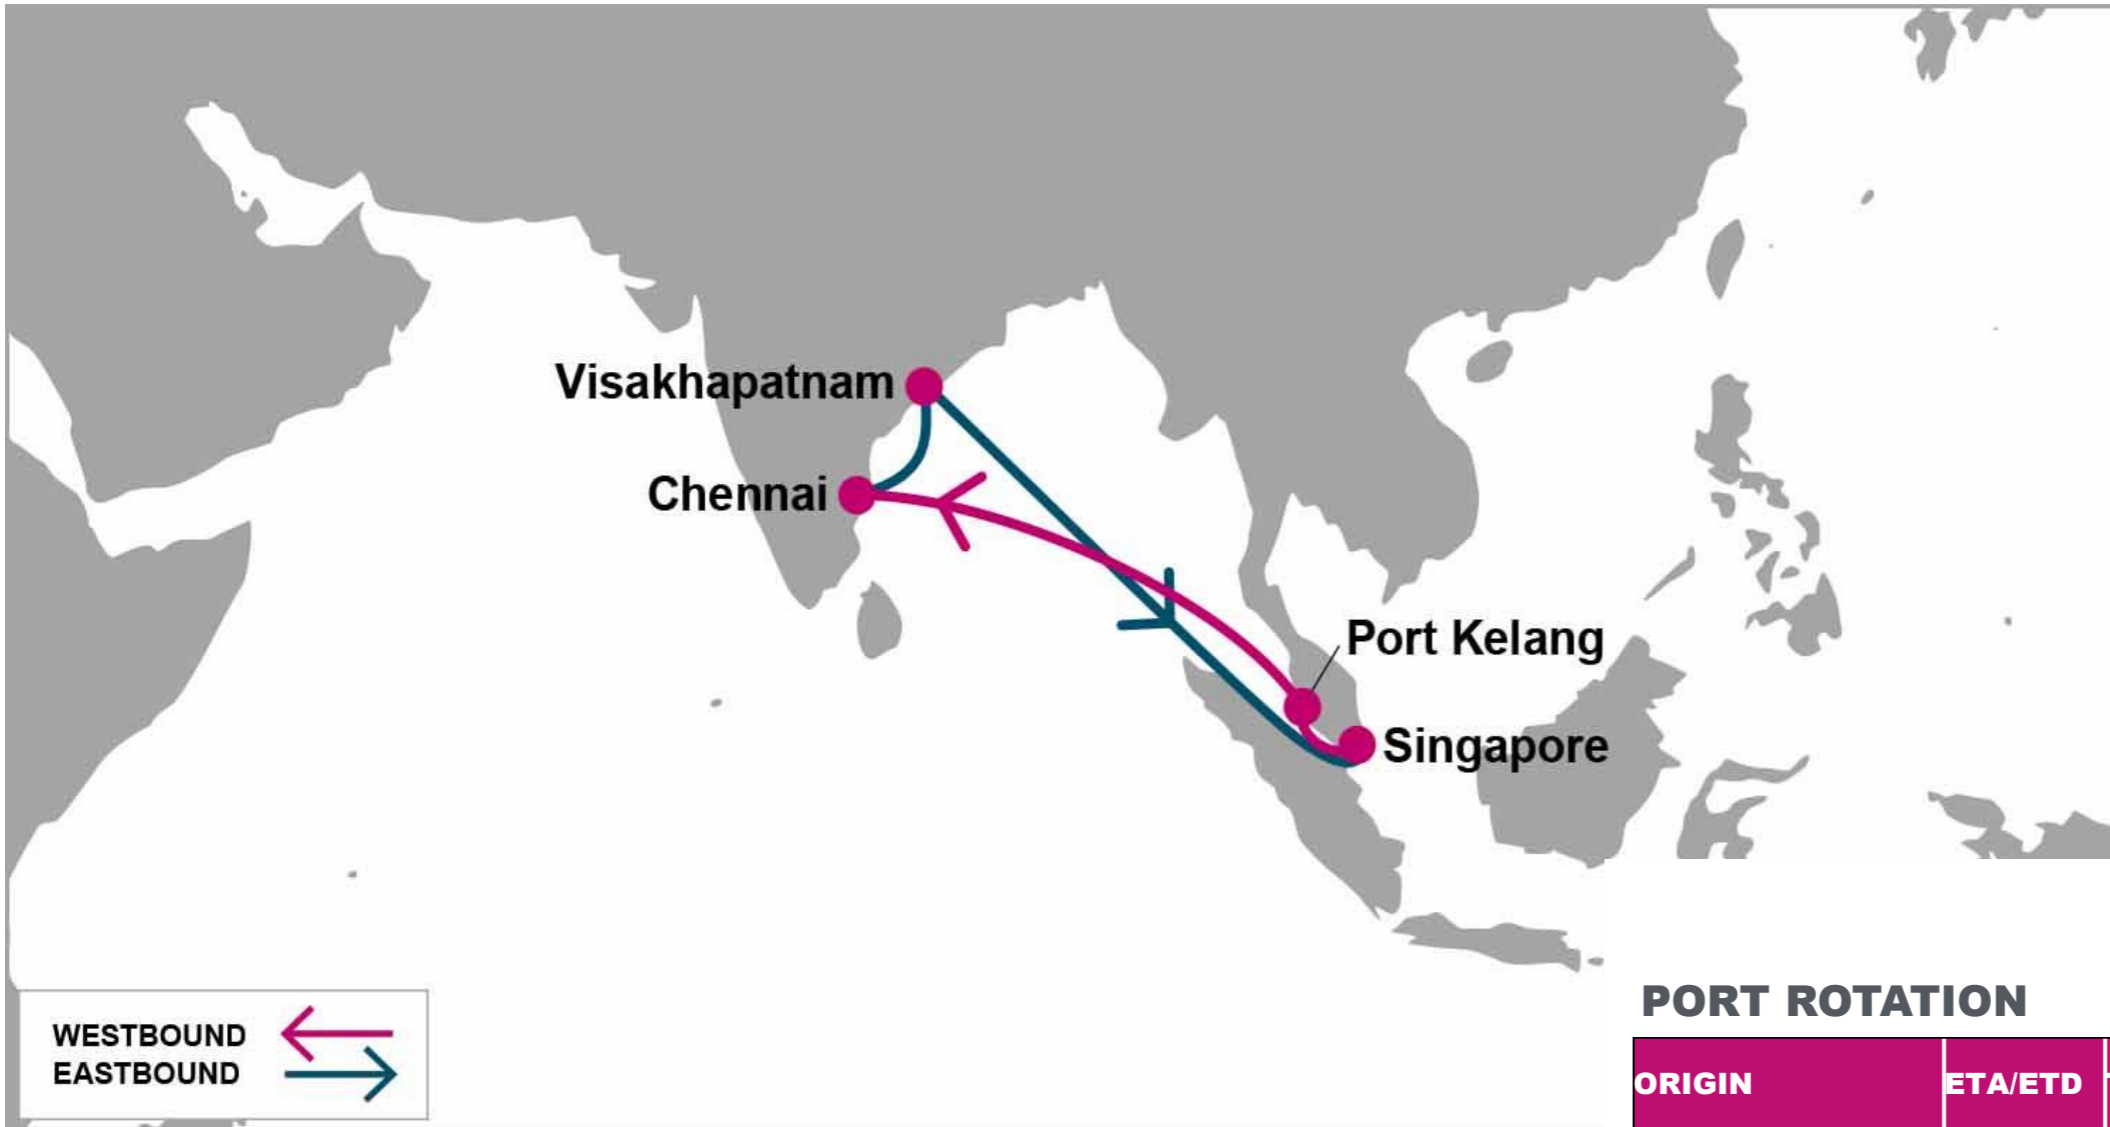 Visakhapatnam
Chennai
Port Kelang
Singapore
WESTBOUND
EASTBOUND
PORT ROTATION
ORIGIN ETA/ETD